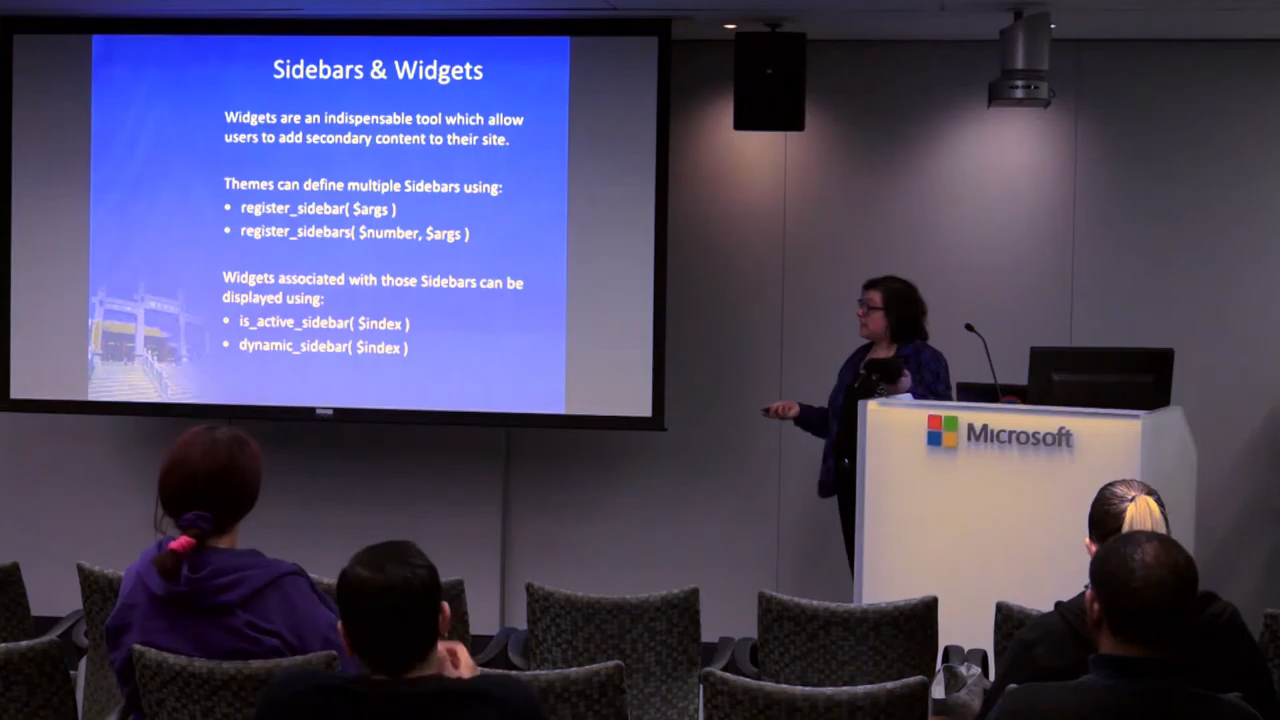 Sidebars & Widgets
Widgets are an indispensable tool which allow
users to add secondary content to their site.
Themes can define multiple Sidebars using:
• register_sidebar( $args )
• register_sidebars( $number, $args )
Widgets associated with those Sidebars can be
displayed using:
• is_active_sidebar( $index )
• dynamic_sidebar( $index )
Microsoft